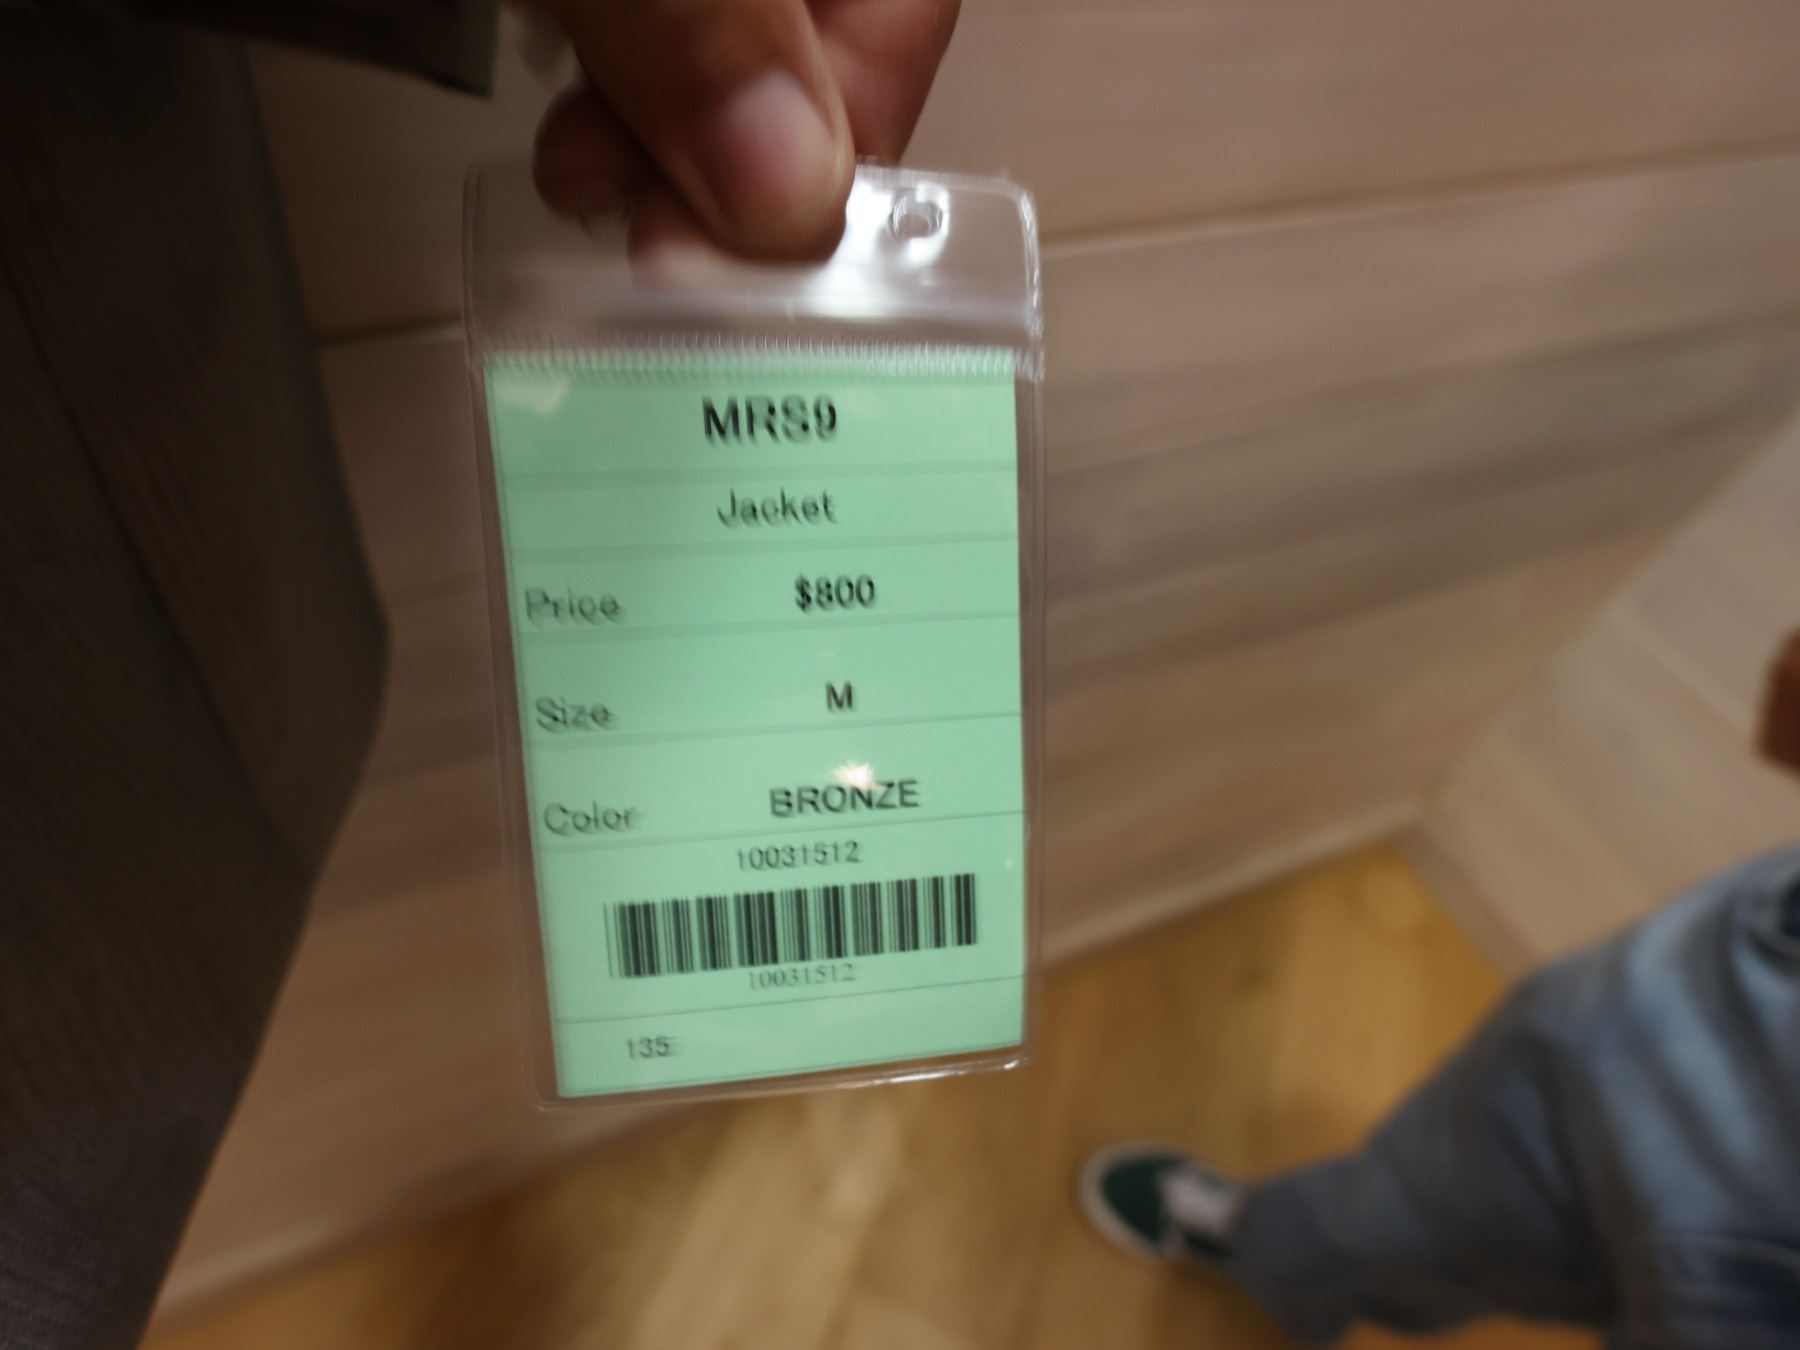 MRS9
Jacket
Price $800
Size M
Color BRONZE
10031512
10031512
135